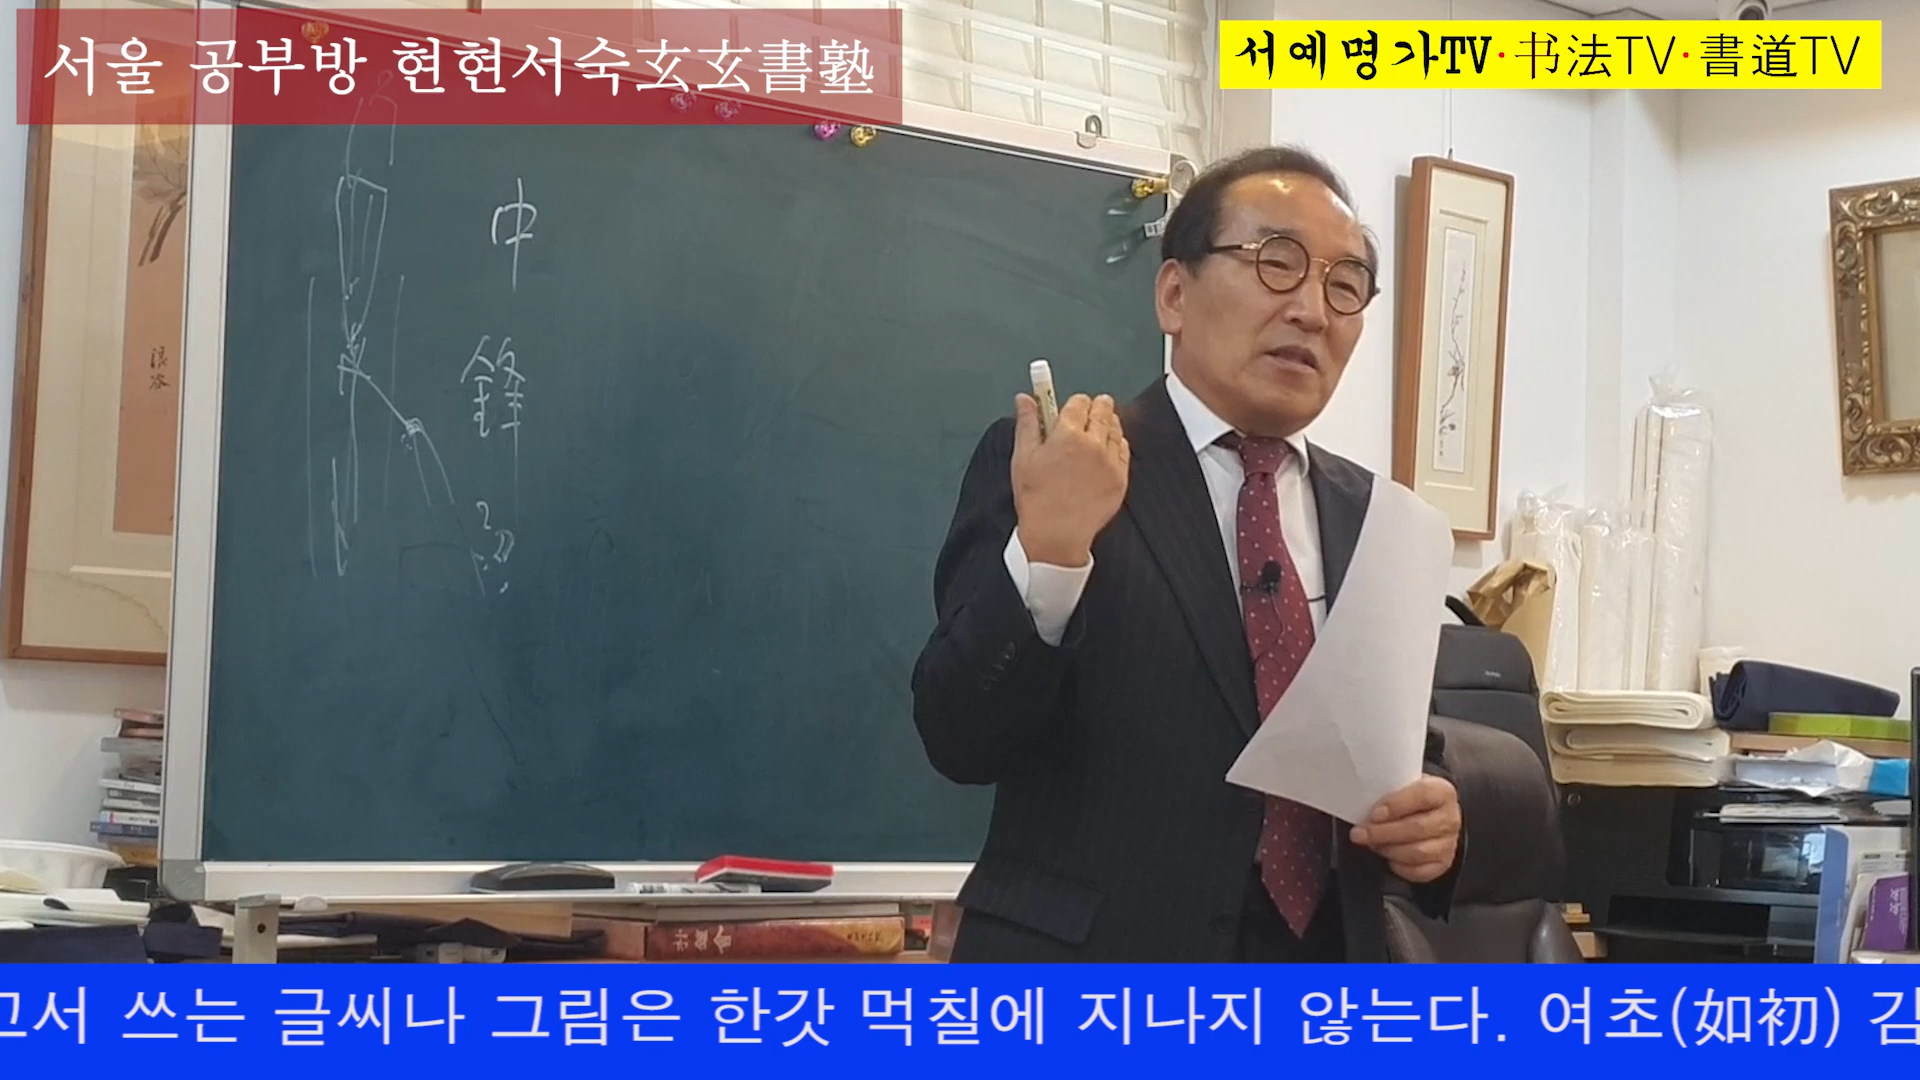 서울 공부방 현현서숙玄玄書塾
서예명가TV·书法TV·書道TV
中
鋒
고서 쓰는 글씨나 그림은 한갓 먹칠에 지나지 않는다. 여초(如初) 김